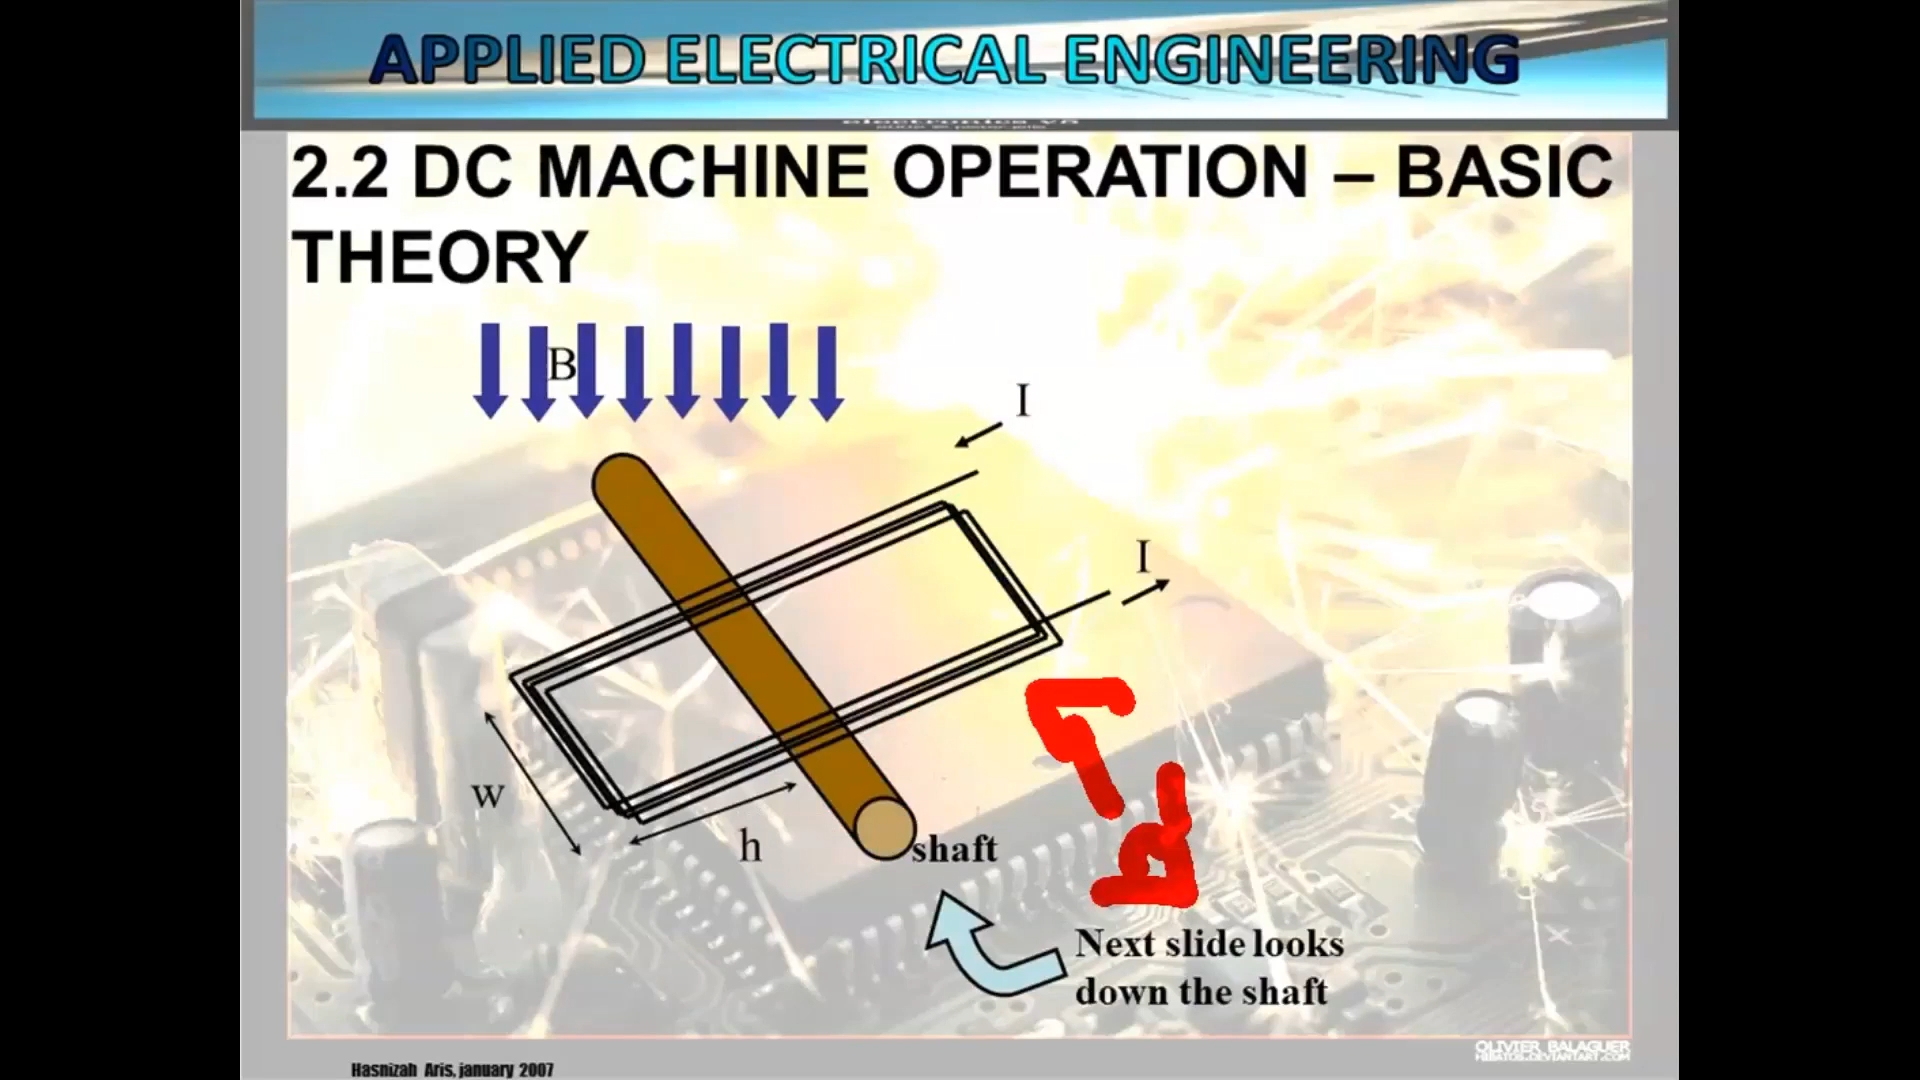 APPLIED ELECTRICAL ENGINEERING
2.2 DC MACHINE OPERATION – BASIC
THEORY
B
I
I
w
h
shaft
Next slide looks
down the shaft
OLIVIER BALAGUER
Hasnizah Aris, january 2007